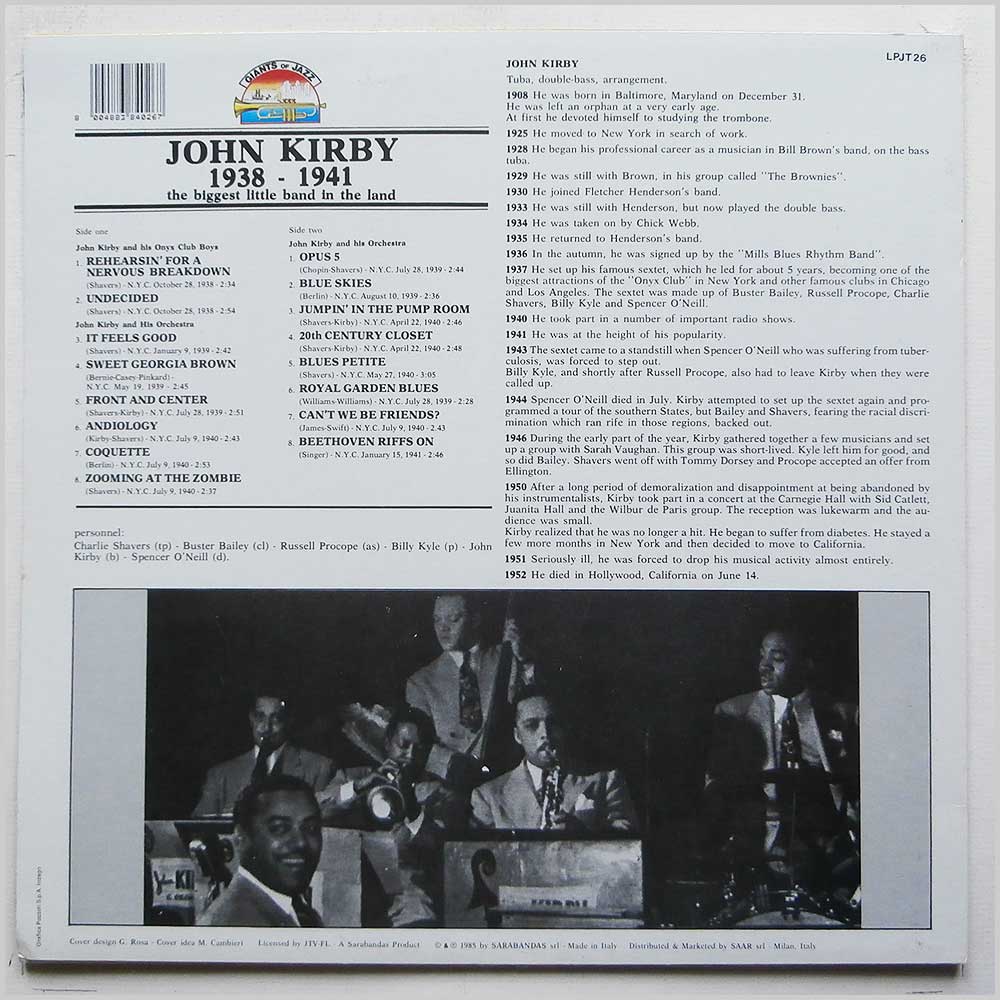 8 004883 840267
GIANTS OF JAZZ
JOHN KIRBY
1938 - 1941
the biggest little band in the land
Side one
John Kirby and his Onyx Club Boys
1. REHEARSIN' FOR A
NERVOUS BREAKDOWN
(Shavers) - N.Y.C. October 28, 1938 - 2:34
2. UNDECIDED
(Shavers) - N.Y.C. October 28, 1938 - 2:54
John Kirby and His Orchestra
3. IT FEELS GOOD
(Shavers) - N.Y.C. January 9, 1939 - 2:42
4. SWEET GEORGIA BROWN
(Bernie-Casey-Pinkard) -
N.Y.C. May 19, 1939 - 2:45
5. FRONT AND CENTER
(Shavers-Kirby) - N.Y.C. July 28, 1939 - 2:51
6. ANDIOLOGY
(Kirby-Shavers) - N.Y.C. July 9, 1940 - 2:43
7. COQUETTE
(Berlin) - N.Y.C. July 9, 1940 - 2:53
8. ZOOMING AT THE ZOMBIE
(Shavers) - N.Y.C. July 9, 1940 - 2:37
Side two
John Kirby and his Orchestra
1. OPUS 5
(Chopin-Shavers) - N.Y.C. July 28, 1939 - 2:44
2. BLUE SKIES
(Berlin) - N.Y.C. August 10, 1939 - 2:36
3. JUMPIN' IN THE PUMP ROOM
(Shavers-Kirby) - N.Y.C. April 22, 1940 - 2:46
4. 20th CENTURY CLOSET
(Shavers-Kirby) - N.Y.C. April 22, 1940 - 2:48
5. BLUES PETITE
(Shavers) - N.Y.C. May 27, 1940 - 3:05
6. ROYAL GARDEN BLUES
(Williams-Williams) - N.Y.C. July 28, 1939 - 2:28
7. CAN'T WE BE FRIENDS?
(James-Swift) - N.Y.C. July 9, 1940 - 2.43
8. BEETHOVEN RIFFS ON
(Singer) - N.Y.C. January 15, 1941 - 2:46
personnel:
Charlie Shavers (tp) - Buster Bailey (cl) - Russell Procope (as) - Billy Kyle (p) - John
Kirby (b) - Spencer O'Neill (d).
LPJT 26
JOHN KIRBY
Tuba, double-bass, arrangement.
1908 He was born in Baltimore, Maryland on December 31.
He was left an orphan at a very early age.
At first he devoted himself to studying the trombone.
1925 He moved to New York in search of work.
1928 He began his professional career as a musician in Bill Brown's band, on the bass
tuba.
1929 He was still with Brown, in his group called "The Brownies".
1930 He joined Fletcher Henderson's band.
1933 He was still with Henderson, but now played the double bass.
1934 He was taken on by Chick Webb.
1935 He returned to Henderson's band.
1936 In the autumn, he was signed up by the "Mills Blues Rhythm Band".
1937 He set up his famous sextet, which he led for about 5 years, becoming one of the
biggest attractions of the "Onyx Club" in New York and other famous clubs in Chicago
and Los Angeles. The sextet was made up of Buster Bailey, Russell Procope, Charlie
Shavers, Billy Kyle and Spencer O'Neill.
1940 He took part in a number of important radio shows.
1941 He was at the height of his popularity.
1943 The sextet came to a standstill when Spencer O'Neill who was suffering from tuber-
culosis, was forced to step out.
Billy Kyle, and shortly after Russell Procope, also had to leave Kirby when they were
called up.
1944 Spencer O'Neill died in July. Kirby attempted to set up the sextet again and pro-
grammed a tour of the southern States, but Bailey and Shavers, fearing the racial discri-
mination which ran rife in those regions, backed out.
1946 During the early part of the year, Kirby gathered together a few musicians and set
up a group with Sarah Vaughan. This group was short-lived. Kyle left him for good, and
so did Bailey. Shavers went off with Tommy Dorsey and Procope accepted an offer from
Ellington.
1950 After a long period of demoralization and disappointment at being abandoned by
his instrumentalists, Kirby took part in a concert at the Carnegie Hall with Sid Catlett,
Juanita Hall and the Wilbur de Paris group. The reception was lukewarm and the au-
dience was small.
Kirby realized that he was no longer a hit. He began to suffer from diabetes. He stayed a
few more months in New York and then decided to move to California.
1951 Seriously ill, he was forced to drop his musical activity almost entirely.
1952 He died in Hollywood, California on June 14.
John KI
KIRBY
Grafica Pozzoni S.p.A. Inzago
Cover design G. Rosa - Cover idea M. Cambieri Licensed by JTV-FL - A Sarabandas Product © & ℗ 1985 by SARABANDAS srl - Made in Italy Distributed & Marketed by SAAR srl - Milan, Italy